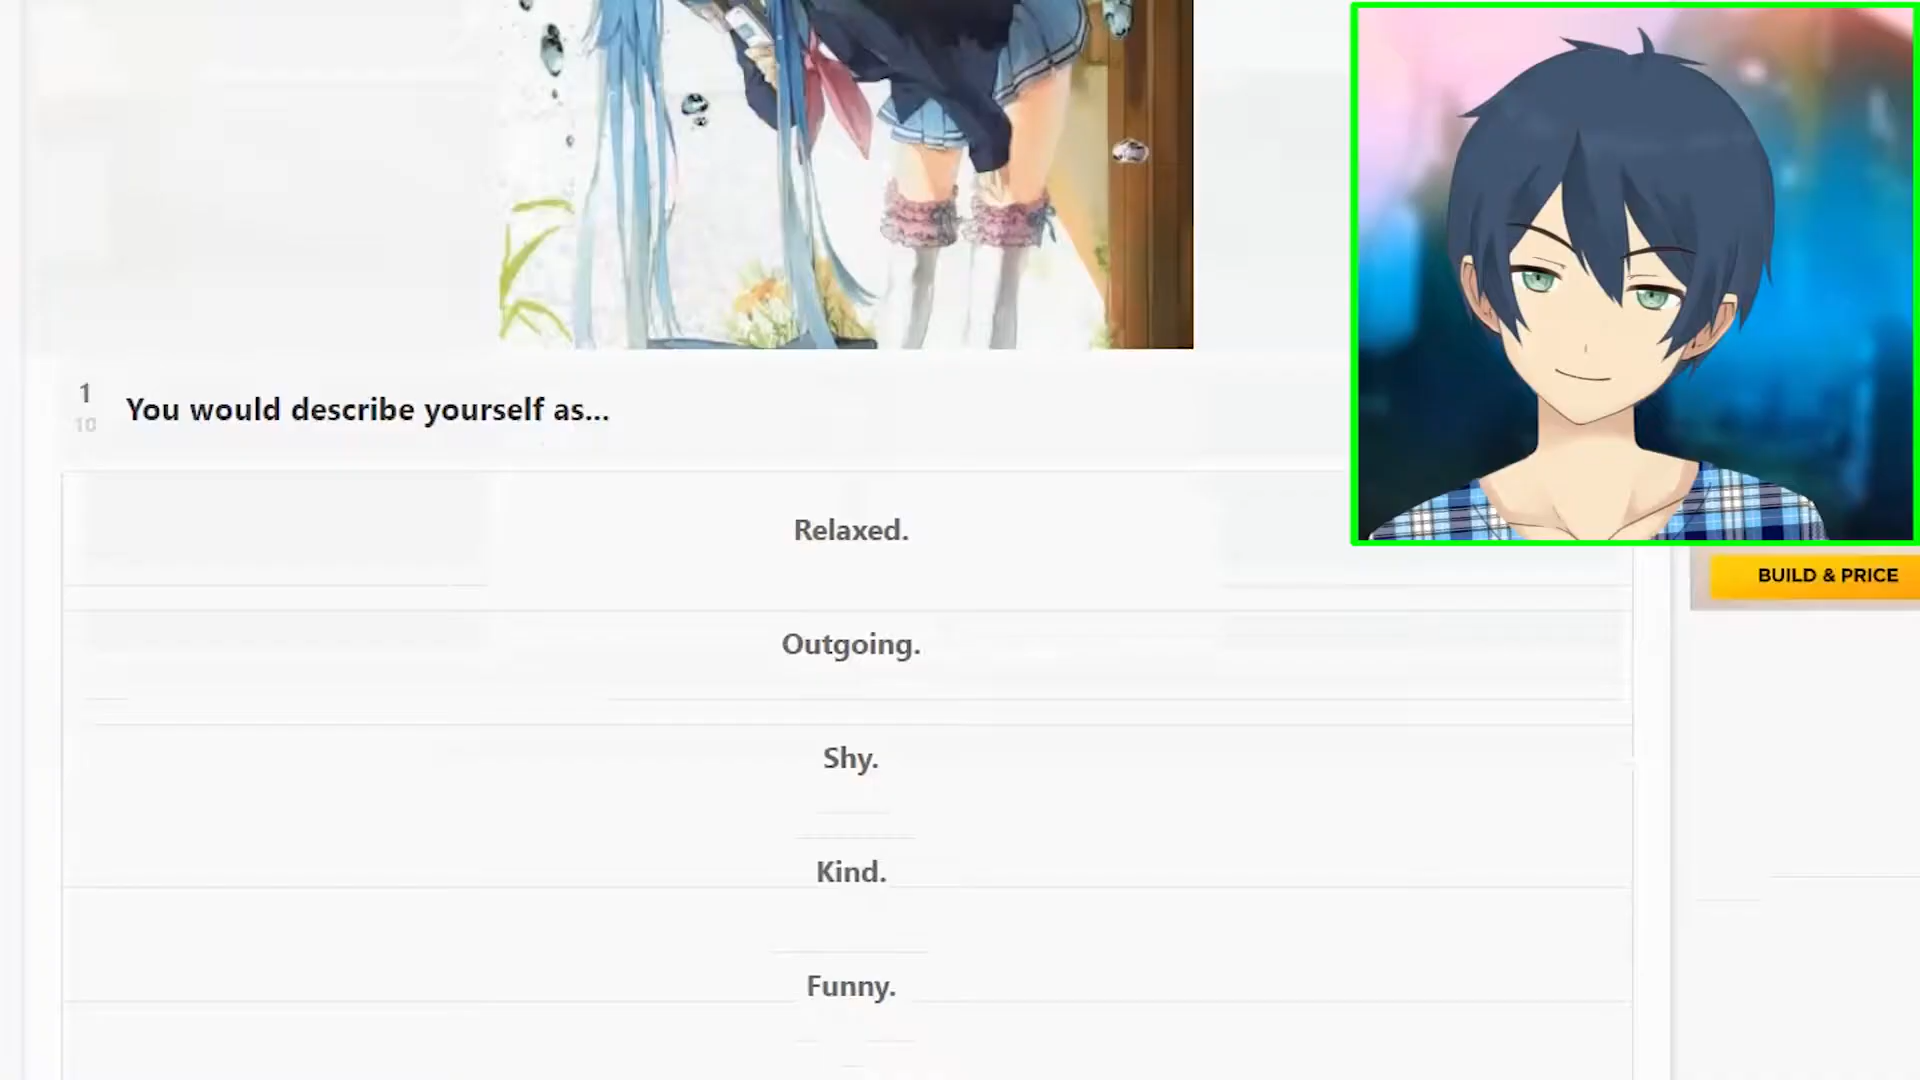 1
10
You would describe yourself as...
Relaxed.
BUILD & PRICE
Outgoing.
Shy.
Kind.
Funny.